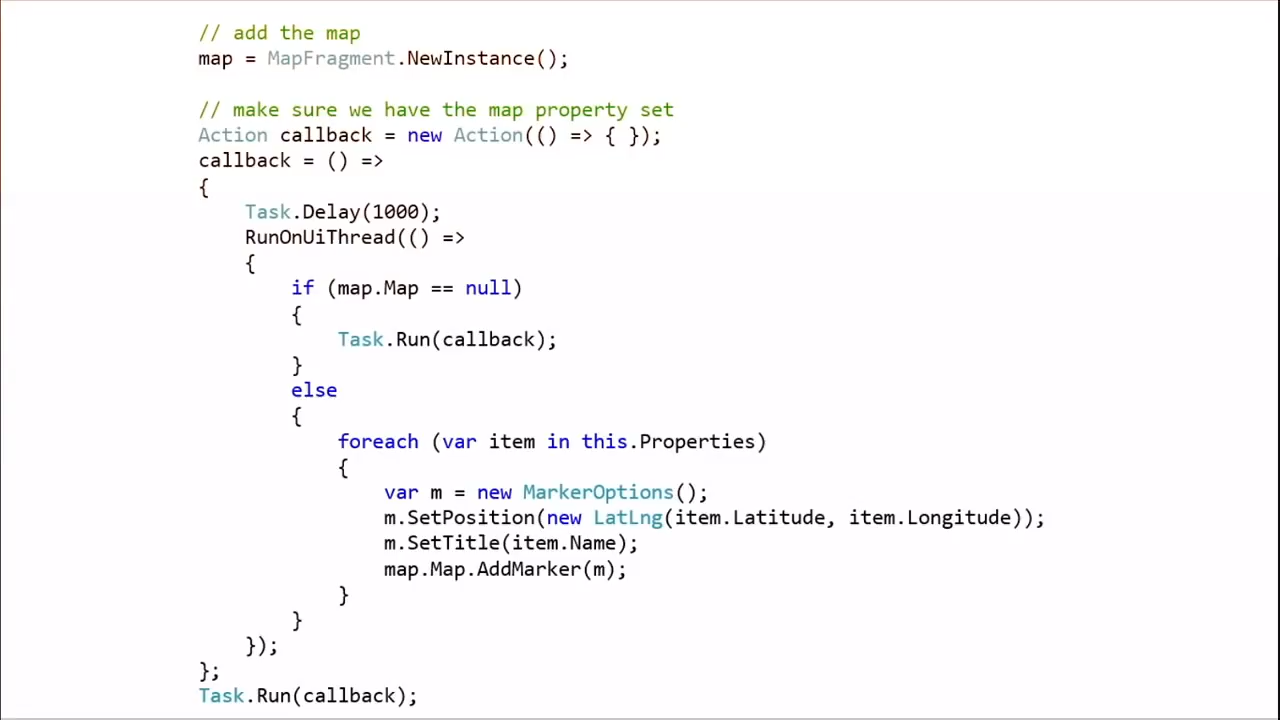 // add the map
map = MapFragment.NewInstance();
// make sure we have the map property set
Action callback = new Action(() => { });
callback = () =>
{
Task.Delay(1000);
RunOnUiThread(() =>
{
if (map.Map == null)
{
Task.Run(callback);
}
else
{
foreach (var item in this.Properties)
{
var m = new MarkerOptions();
m.SetPosition(new LatLng(item.Latitude, item.Longitude));
m.SetTitle(item.Name);
map.Map.AddMarker(m);
}
}
});
};
Task.Run(callback);